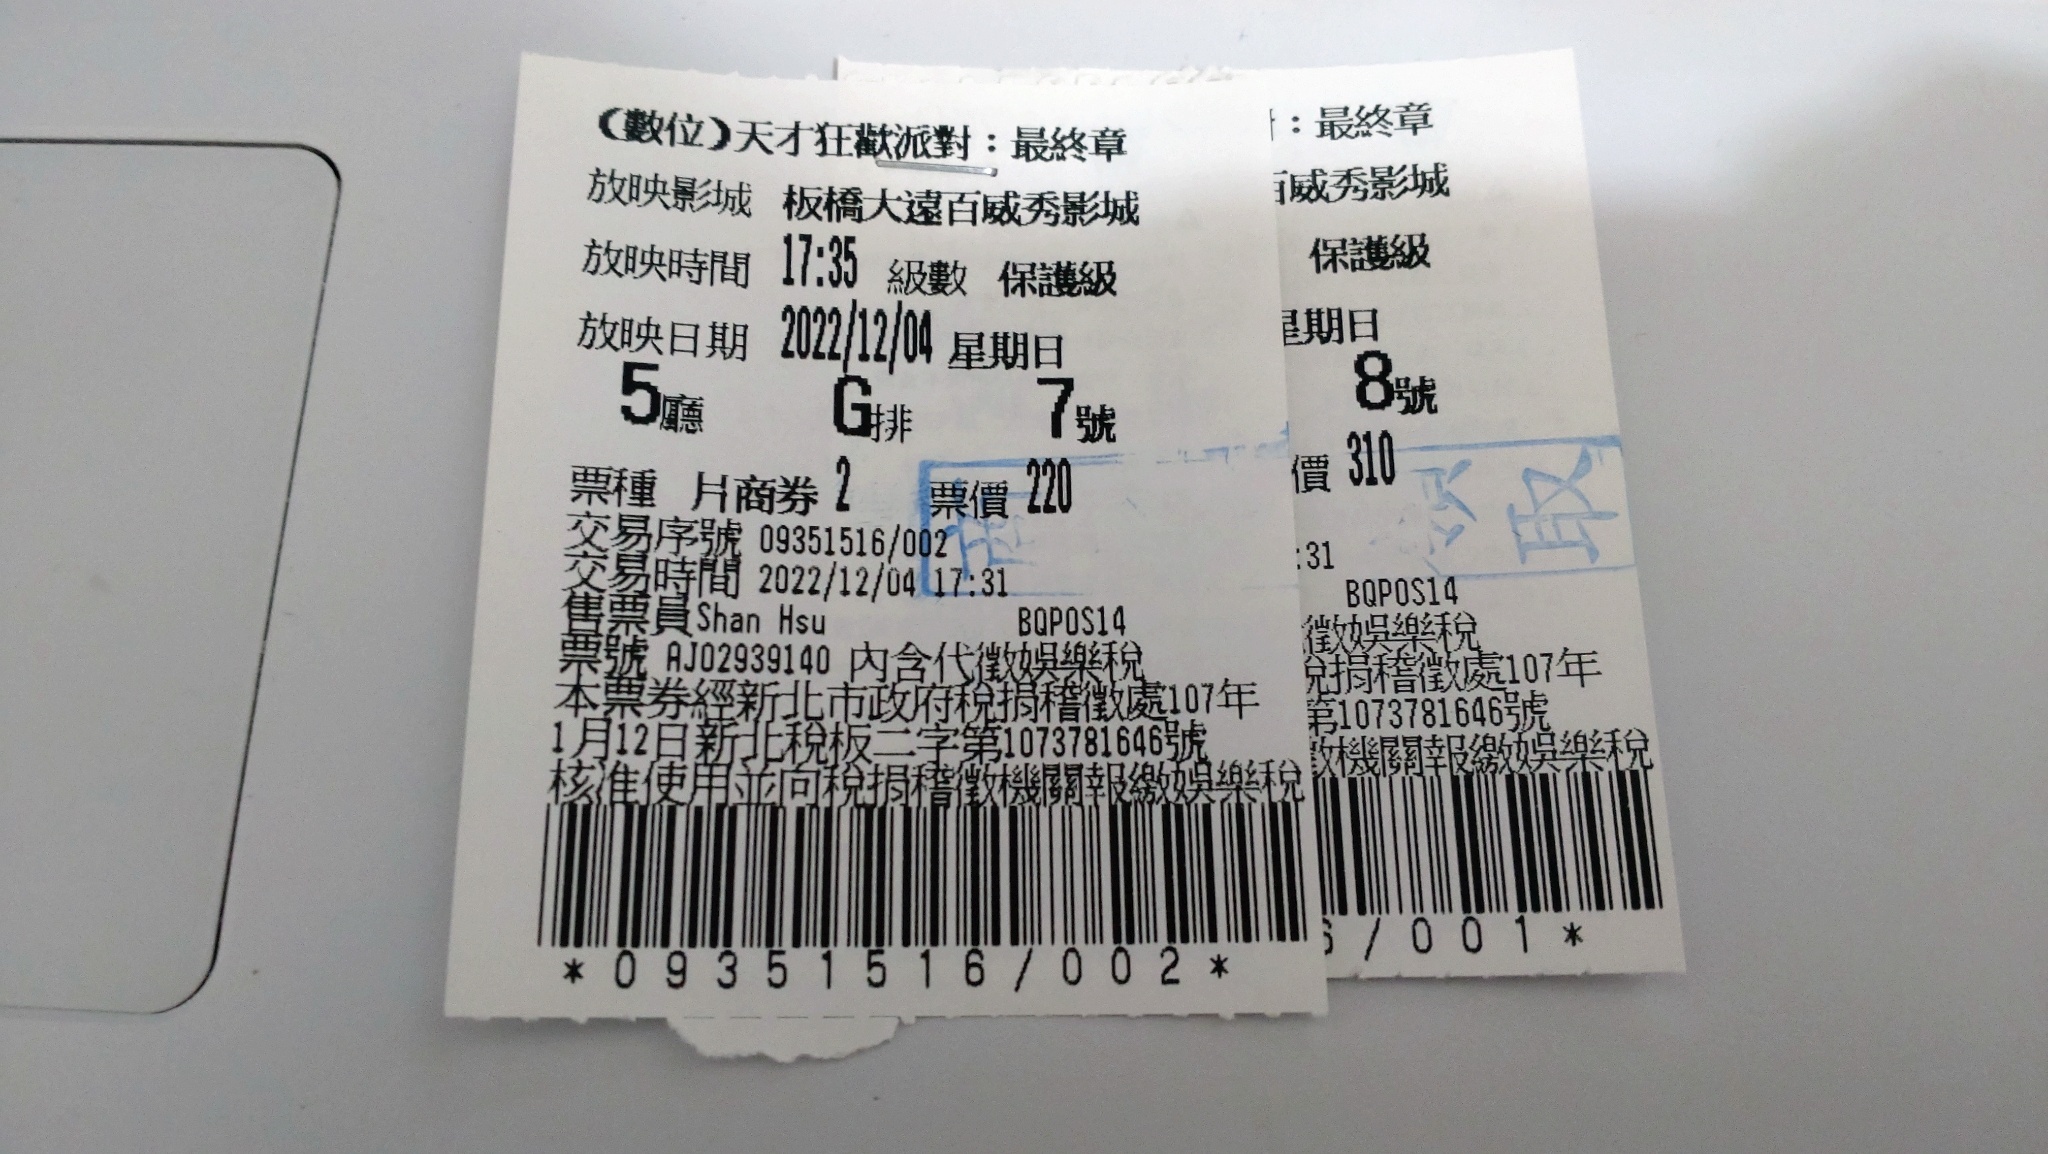 (數位)天才狂歡派對：最終章
放映影城 板橋大遠百威秀影城
放映時間 17:35 級數 保護級
放映日期 2022/12/04 星期日
5廳 G排 7號
票種 片商券 2 票價 220
交易序號 09351516/002
交易時間 2022/12/04 17:31
售票員Shan Hsu BQPOS14
票號 AJ02939140 內含代徵娛樂稅
本票券經新北市政府稅捐稽徵處107年
1月12日新北稅板二字第1073781646號
核准使用並向稅捐稽徵機關報繳娛樂稅
*09351516/002*
：最終章
百威秀影城
保護級
星期日
8號
價 310
:31
BQPOS14
徵娛樂稅
稅捐稽徵處107年
第1073781646號
徵機關報繳娛樂稅
6/001*
取